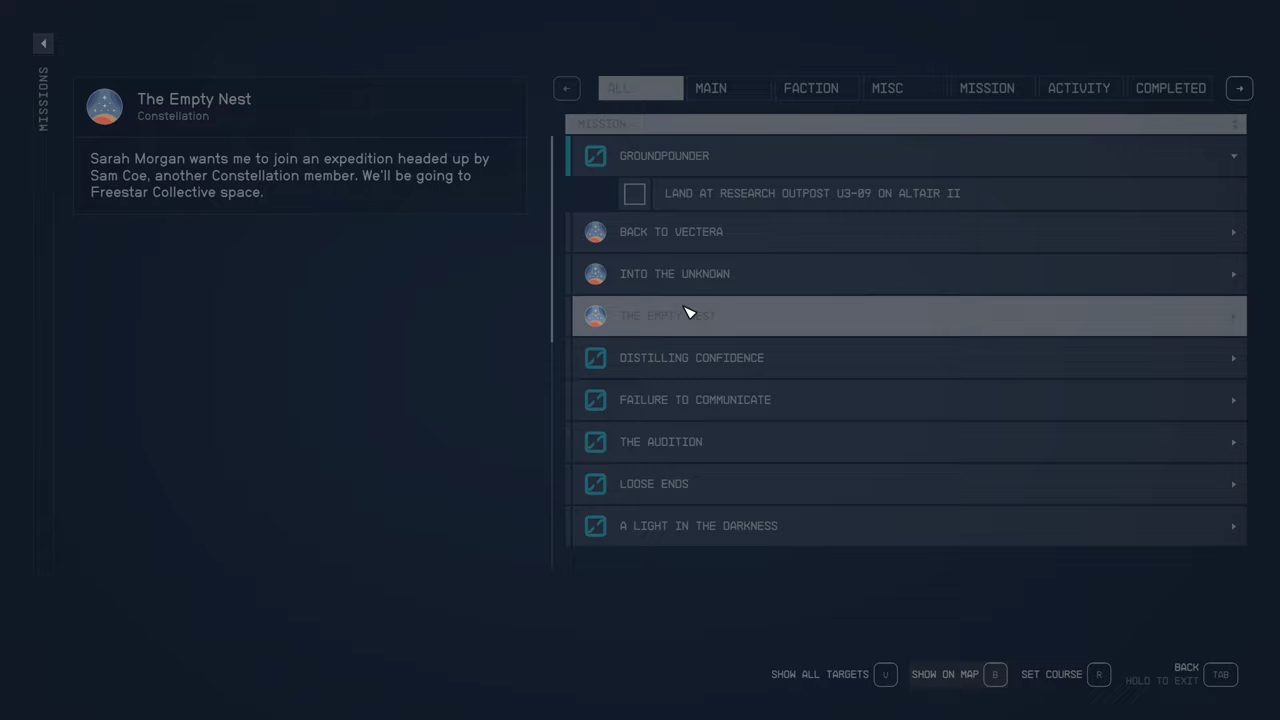 MISSIONS
The Empty Nest
Constellation
Sarah Morgan wants me to join an expedition headed up by
Sam Coe, another Constellation member. We'll be going to
Freestar Collective space.
ALL MAIN FACTION MISC MISSION ACTIVITY COMPLETED
MISSION
GROUNDPOUNDER
LAND AT RESEARCH OUTPOST U3-09 ON ALTAIR II
BACK TO VECTERA
INTO THE UNKNOWN
THE EMPTY NEST
DISTILLING CONFIDENCE
FAILURE TO COMMUNICATE
THE AUDITION
LOOSE ENDS
A LIGHT IN THE DARKNESS
SHOW ALL TARGETS U SHOW ON MAP B SET COURSE R BACK TAB
HOLD TO EXIT